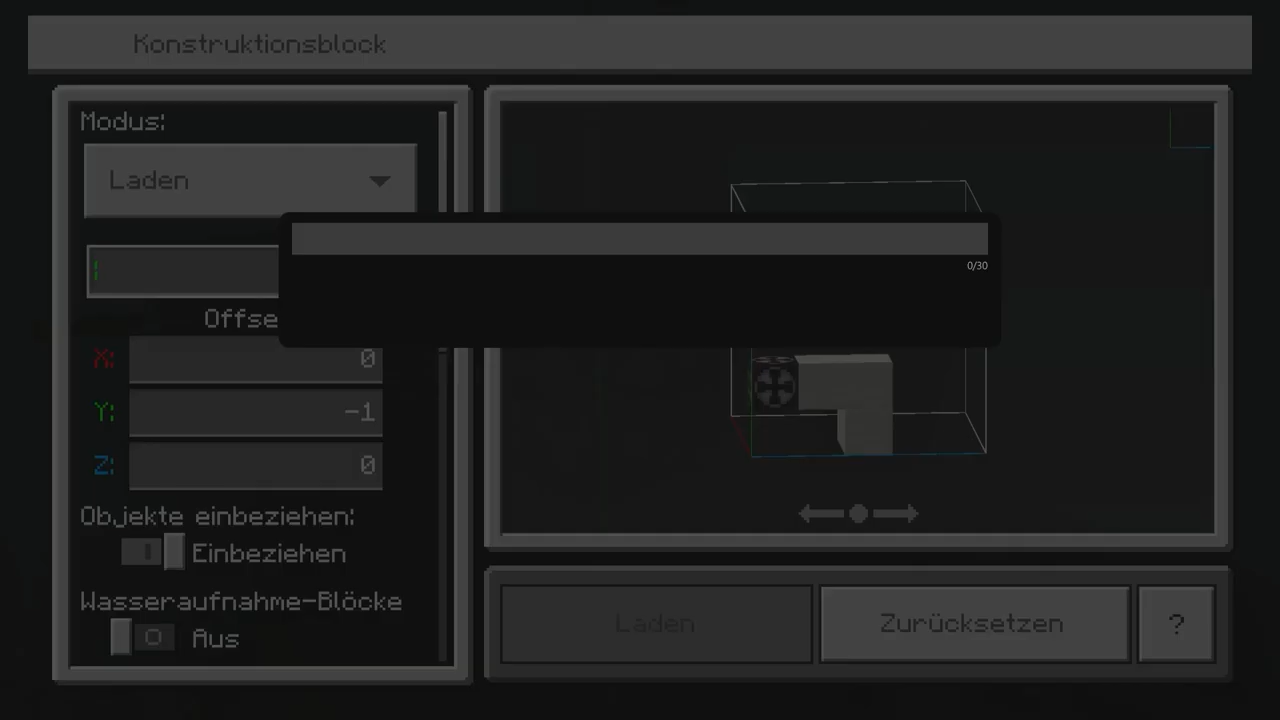 Konstruktionsblock
Modus:
Laden
0/30
Offse
X: 0
Y: -1
Z: 0
Objekte einbeziehen:
Einbeziehen
Wasseraufnahme-Blöcke
Aus
Laden
Zurücksetzen
?